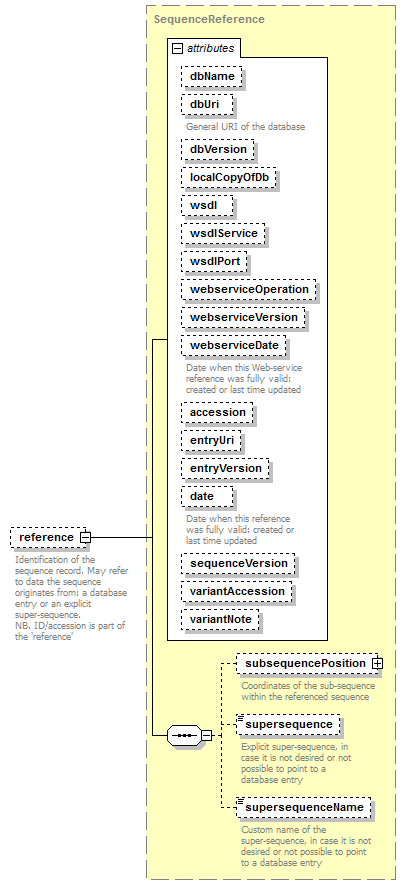 SequenceReference
attributes
dbName
dbUri
General URI of the database
dbVersion
localCopyOfDb
wsdl
wsdlService
wsdlPort
webserviceOperation
webserviceVersion
webserviceDate
Date when this Web-service
reference was fully valid:
created or last time updated
accession
entryUri
entryVersion
date
Date when this reference
was fully valid: created or
last time updated
sequenceVersion
variantAccession
variantNote
reference
Identification of the
sequence record. May refer
to data the sequence
originates from: a database
entry or an explicit
super-sequence.
NB. ID/accession is part of
the 'reference'
subsequencePosition
Coordinates of the sub-sequence
within the referenced sequence
supersequence
Explicit super-sequence, in
case it is not desired or not
possible to point to a
database entry
supersequenceName
Custom name of the
super-sequence, in case it is not
desired or not possible to point
to a database entry